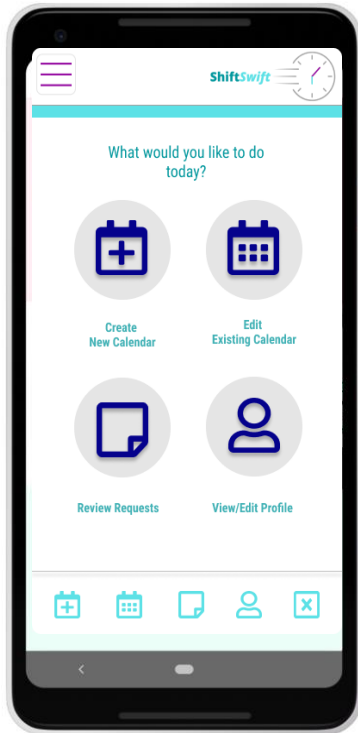 ShiftSwift
What would you like to do
today?
Create
New Calendar
Edit
Existing Calendar
Review Requests
View/Edit Profile